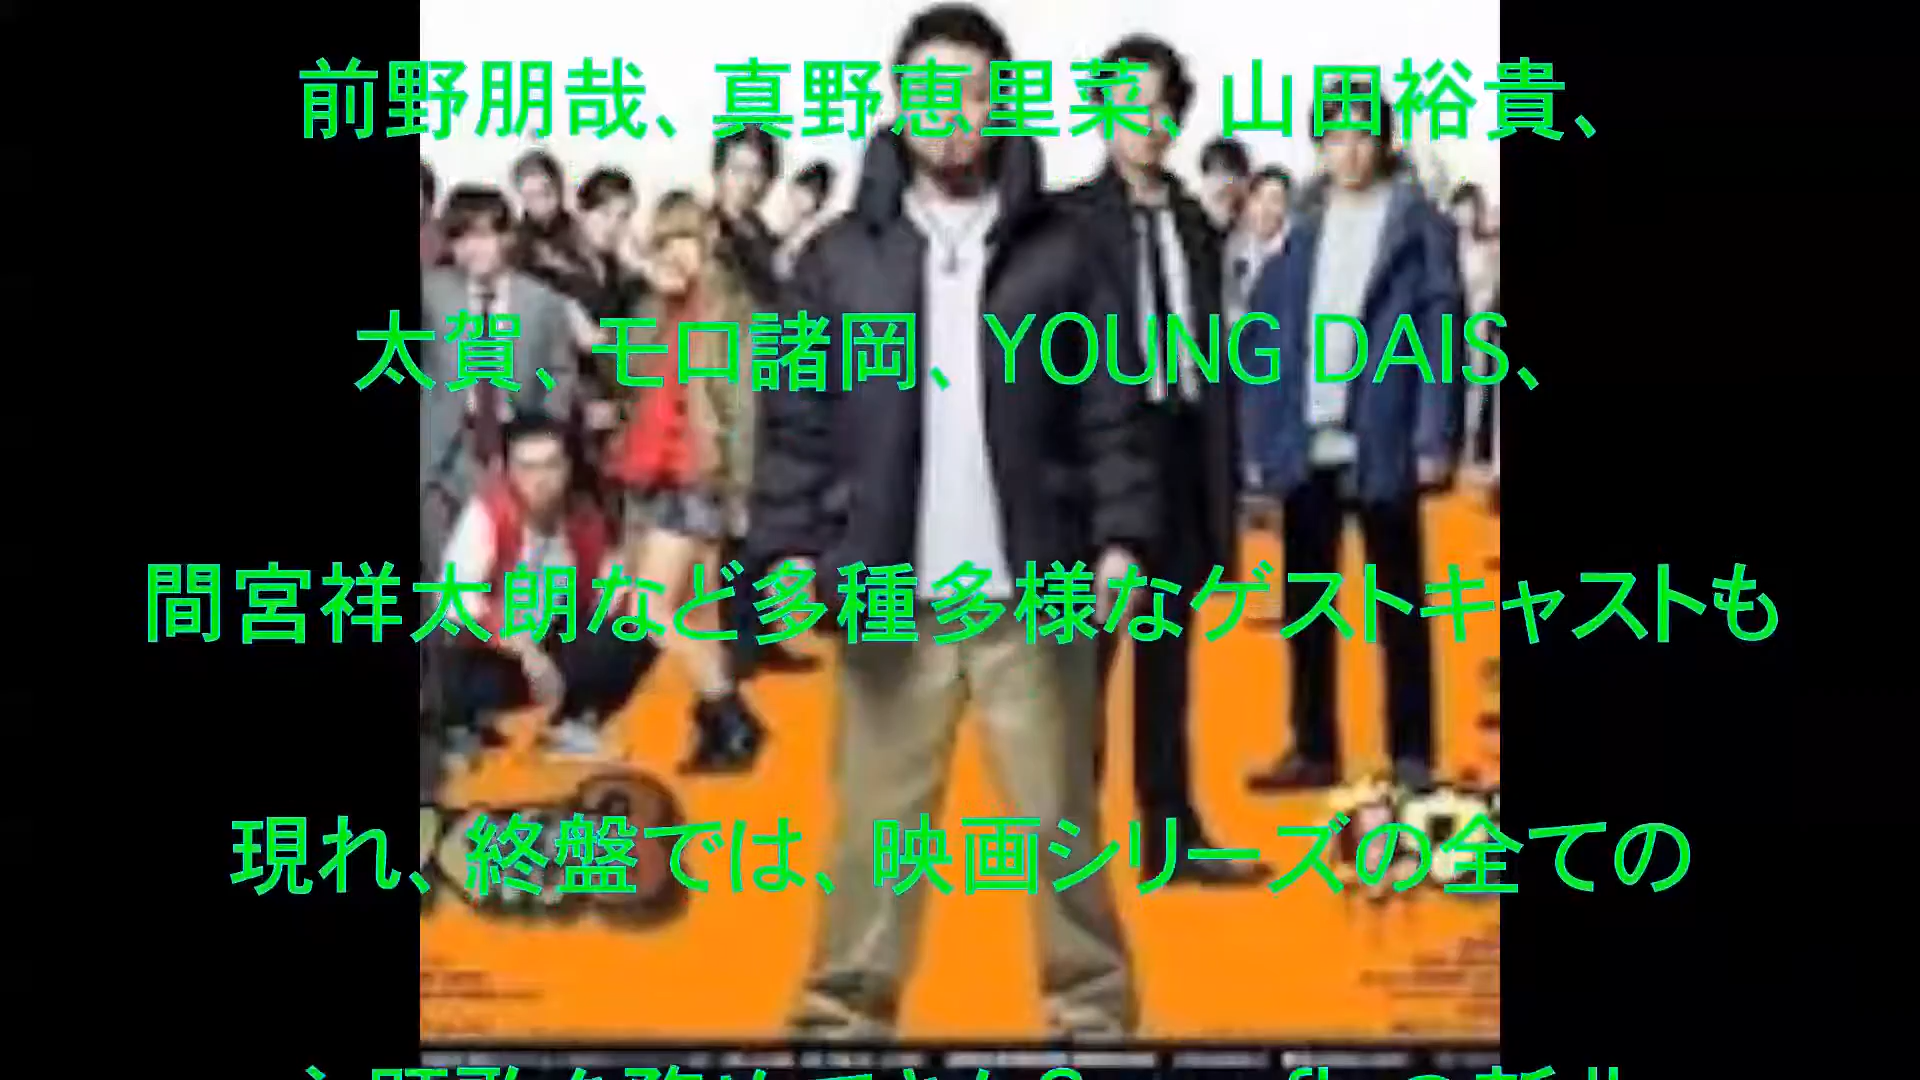 前野朋哉、真野恵里菜、山田裕貴、
太賀、モロ諸岡、YOUNG DAIS、
間宮祥太朗など多種多様なゲストキャストも
現れ、終盤では、映画シリーズの全ての